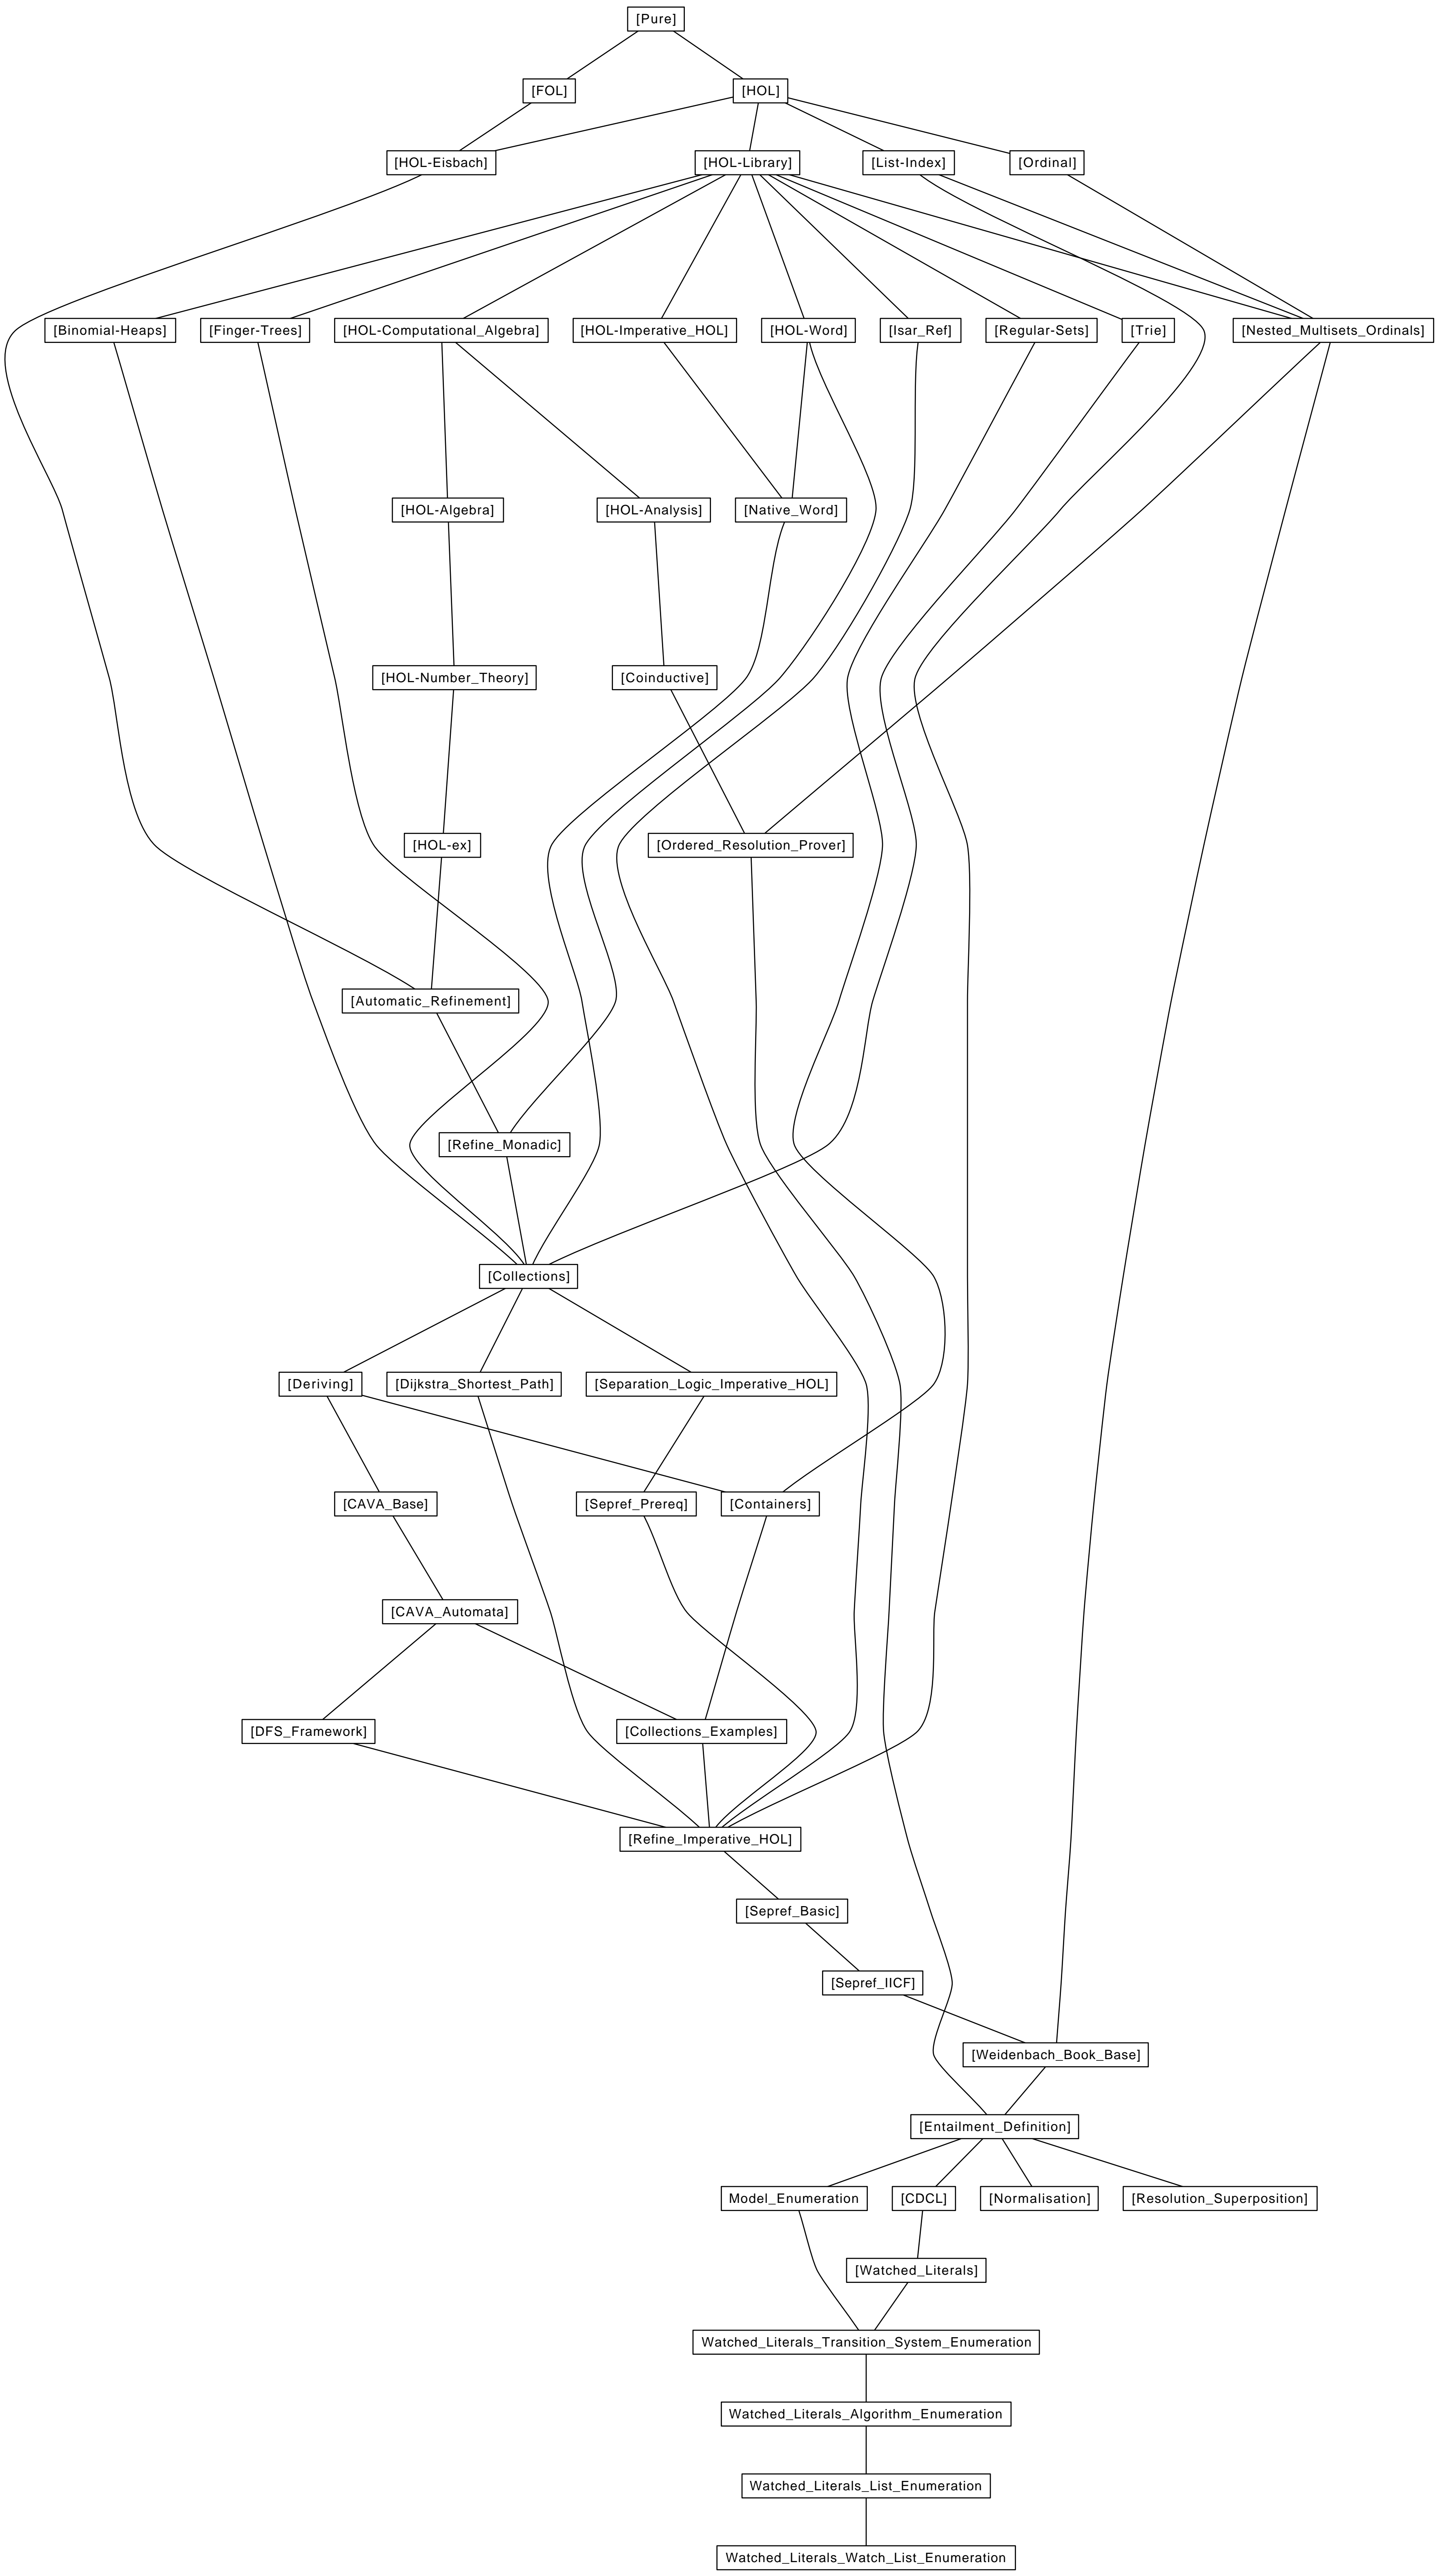 [Pure]
[FOL]
[HOL]
[HOL-Eisbach]
[HOL-Library]
[List-Index]
[Ordinal]
[Binomial-Heaps]
[Finger-Trees]
[HOL-Computational_Algebra]
[HOL-Imperative_HOL]
[HOL-Word]
[Isar_Ref]
[Regular-Sets]
[Trie]
[Nested_Multisets_Ordinals]
[HOL-Algebra]
[HOL-Analysis]
[Native_Word]
[HOL-Number_Theory]
[Coinductive]
[HOL-ex]
[Ordered_Resolution_Prover]
[Automatic_Refinement]
[Refine_Monadic]
[Collections]
[Deriving]
[Dijkstra_Shortest_Path]
[Separation_Logic_Imperative_HOL]
[CAVA_Base]
[Sepref_Prereq]
[Containers]
[CAVA_Automata]
[DFS_Framework]
[Collections_Examples]
[Refine_Imperative_HOL]
[Sepref_Basic]
[Sepref_IICF]
[Weidenbach_Book_Base]
[Entailment_Definition]
Model_Enumeration
[CDCL]
[Normalisation]
[Resolution_Superposition]
[Watched_Literals]
Watched_Literals_Transition_System_Enumeration
Watched_Literals_Algorithm_Enumeration
Watched_Literals_List_Enumeration
Watched_Literals_Watch_List_Enumeration